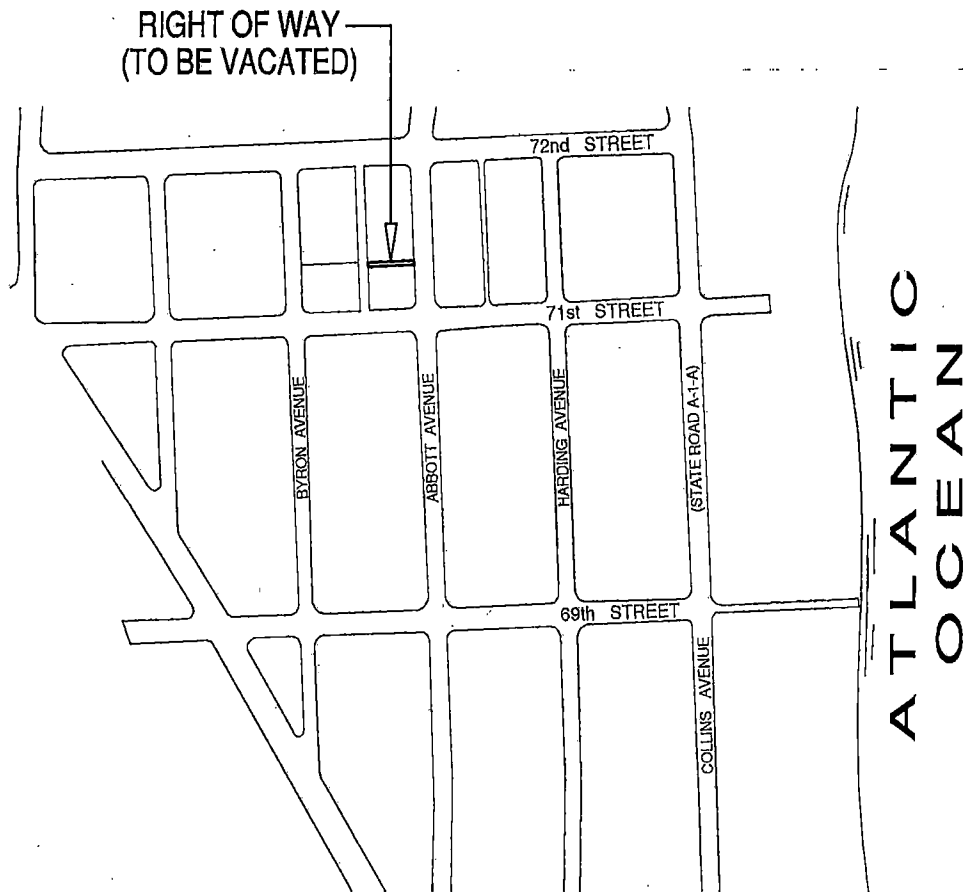 RIGHT OF WAY
(TO BE VACATED)
72nd STREET
71st STREET
BYRON AVENUE
ABBOTT AVENUE
HARDING AVENUE
(STATE ROAD A-1-A)
69th STREET
COLLINS AVENUE
ATLANTIC
OCEAN